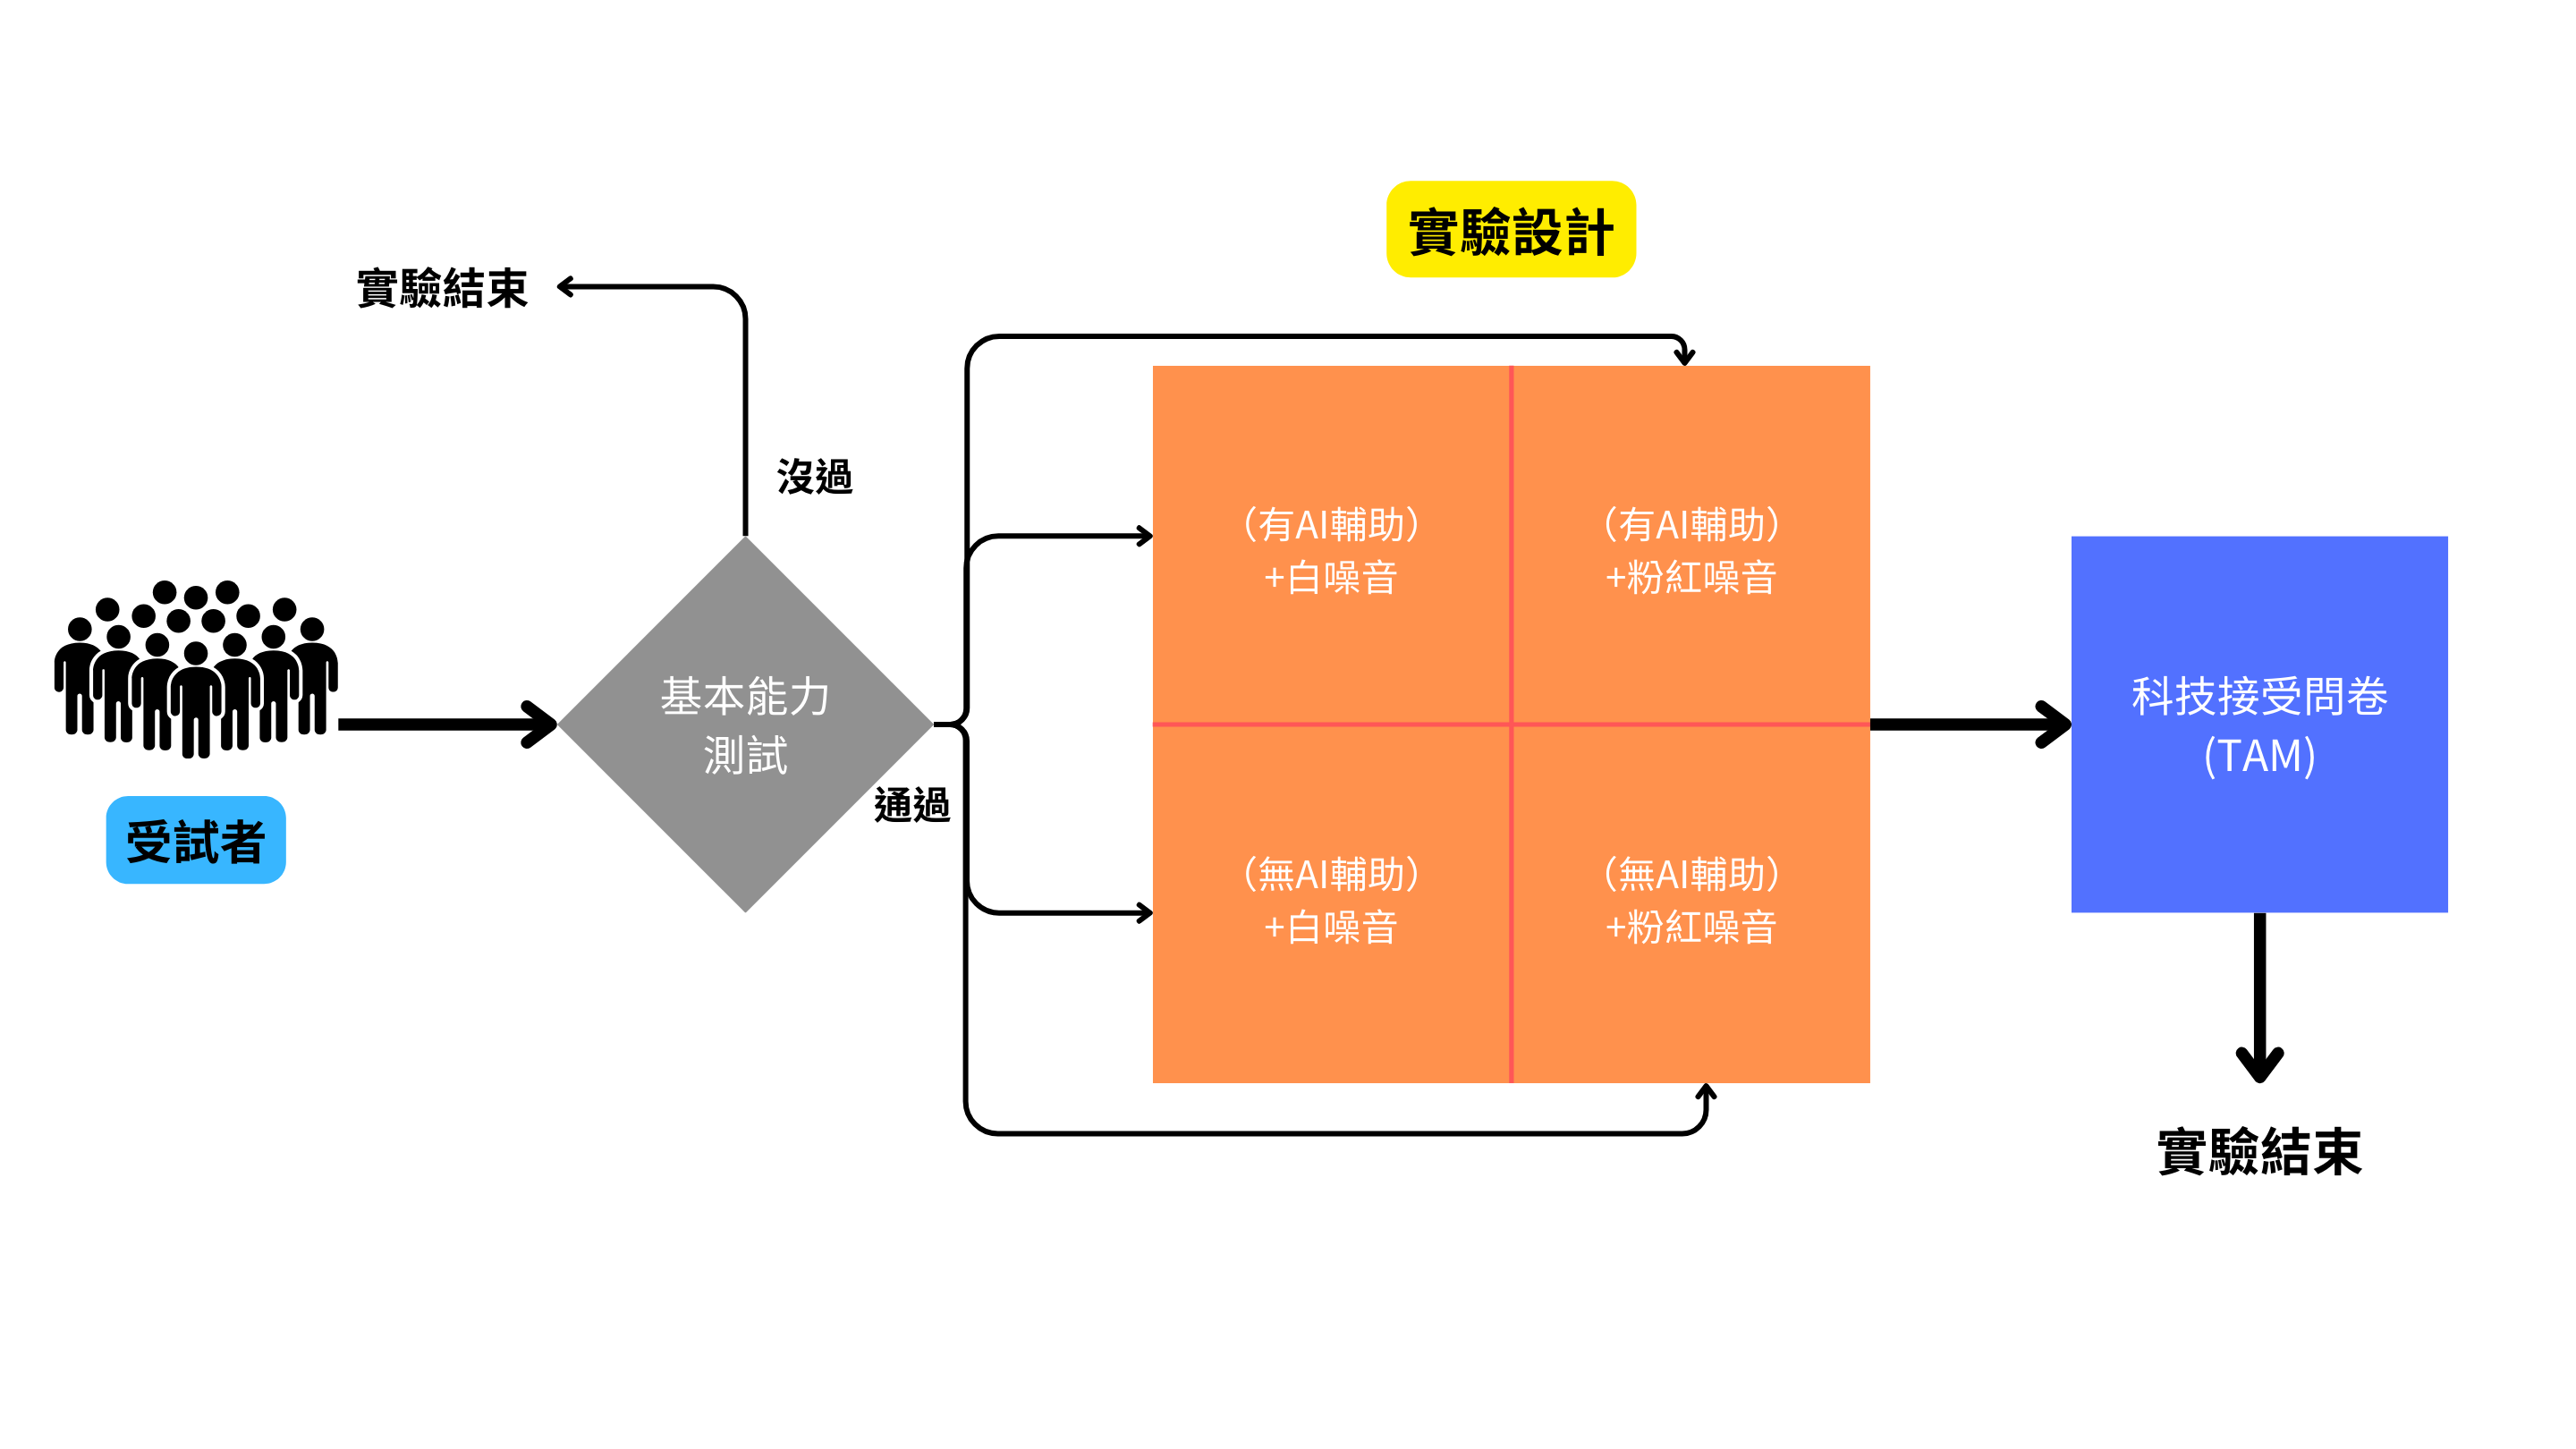 實驗設計
實驗結束
沒過
受試者
基本能力
測試
通過
（有AI輔助）
+白噪音
（有AI輔助）
+粉紅噪音
（無AI輔助）
+白噪音
（無AI輔助）
+粉紅噪音
科技接受問卷
(TAM)
實驗結束